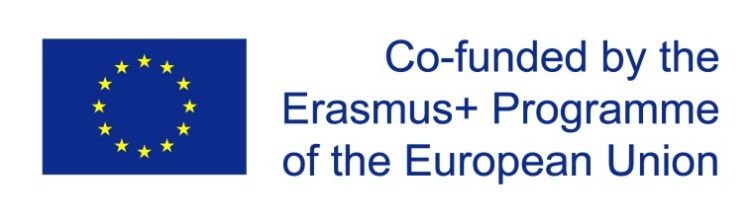 Co-funded by the
Erasmus+ Programme
of the European Union